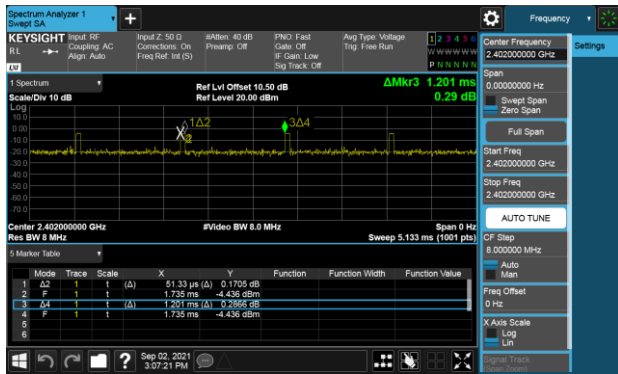 Spectrum Analyzer 1
Swept SA
+
Frequency
KEYSIGHT
RL
LXI
Input: RF
Coupling: AC
Align: Auto
Input Z: 50 Ω
Corrections: On
Freq Ref: Int (S)
#Atten: 40 dB
Preamp: Off
PNO: Fast
Gate: Off
IF Gain: Low
Sig Track: Off
Avg Type: Voltage
Trig: Free Run
1 2 3 4 5 6
W W W W W W
P N N N N N
1 Spectrum
Scale/Div 10 dB
Log
Ref Lvl Offset 10.50 dB
Ref Level 20.00 dBm
ΔMkr3 1.201 ms
0.29 dB
10.0
0.00
-10.0
-20.0
-30.0
-40.0
-50.0
-60.0
-70.0
1Δ2
3Δ4
Center 2.402000000 GHz
Res BW 8 MHz
#Video BW 8.0 MHz
Span 0 Hz
Sweep 5.133 ms (1001 pts)
5 Marker Table
Mode Trace Scale X Y Function Function Width Function Value
1 Δ2 1 t (Δ) 51.33 µs (Δ) 0.1705 dB
2 F 1 t 1.735 ms -4.436 dBm
3 Δ4 1 t (Δ) 1.201 ms (Δ) 0.2866 dB
4 F 1 t 1.735 ms -4.436 dBm
5
6
Sep 02, 2021
3:07:21 PM
Center Frequency
2.402000000 GHz
Span
0.00000000 Hz
Swept Span
Zero Span
Full Span
Start Freq
2.402000000 GHz
Stop Freq
2.402000000 GHz
AUTO TUNE
CF Step
8.000000 MHz
Auto
Man
Freq Offset
0 Hz
X Axis Scale
Log
Lin
Signal Track
(Span Zoom)
Settings